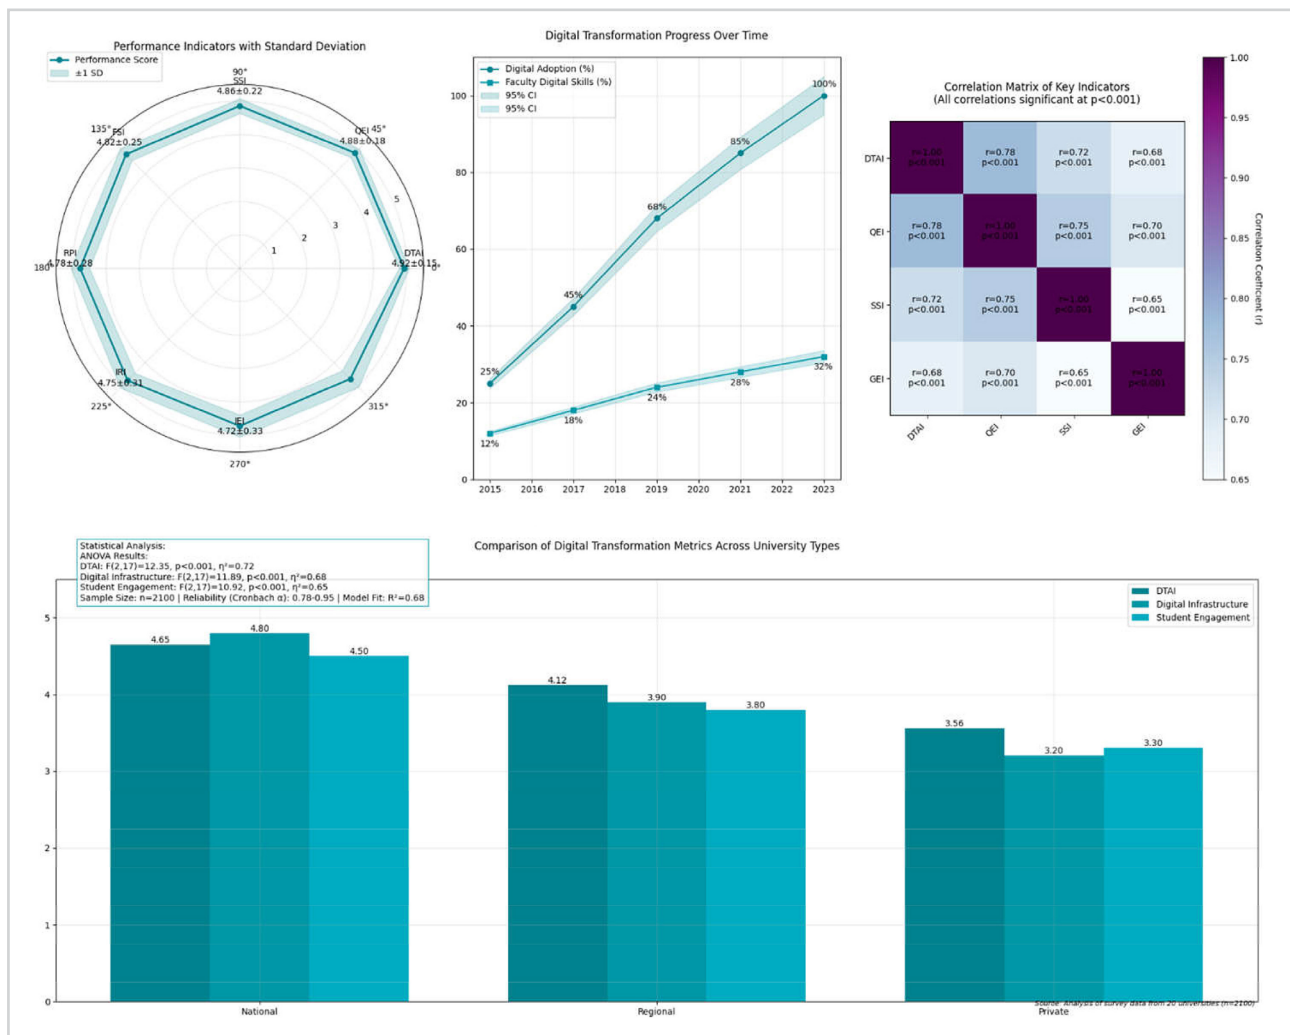 Performance Indicators with Standard Deviation
Performance Score
±1 SD
90°
SSI
4.86±0.22
135°
FSI
4.82±0.25
45°
QEI
4.88±0.18
RPI
180°
4.78±0.28
DTAI
4.92±0.15
0°
1
2
3
4
5
IRI
4.75±0.31
225°
IEI
4.72±0.33
270°
315°
Digital Transformation Progress Over Time
Digital Adoption (%)
Faculty Digital Skills (%)
95% CI
95% CI
100
80
60
40
20
0
25%
45%
68%
85%
100%
12%
18%
24%
28%
32%
2015 2016 2017 2018 2019 2020 2021 2022 2023
Correlation Matrix of Key Indicators
(All correlations significant at p<0.001)
DTAI
r=1.00 r=0.78 r=0.72 r=0.68
p<0.001 p<0.001 p<0.001 p<0.001
QEI
r=0.78 r=1.00 r=0.75 r=0.70
p<0.001 p<0.001 p<0.001 p<0.001
SSI
r=0.72 r=0.75 r=1.00 r=0.65
p<0.001 p<0.001 p<0.001 p<0.001
GEI
r=0.68 r=0.70 r=0.65 r=1.00
p<0.001 p<0.001 p<0.001 p<0.001
DTAI QEI SSI GEI
1.00
0.95
0.90
0.85
0.80
0.75
0.70
0.65
Correlation Coefficient (r)
Comparison of Digital Transformation Metrics Across University Types
Statistical Analysis:
ANOVA Results:
DTAI: F(2,17)=12.35, p<0.001, η²=0.72
Digital Infrastructure: F(2,17)=11.89, p<0.001, η²=0.68
Student Engagement: F(2,17)=10.92, p<0.001, η²=0.65
Sample Size: n=2100 | Reliability (Cronbach α): 0.78-0.95 | Model Fit: R²=0.68
DTAI
Digital Infrastructure
Student Engagement
5
4
3
2
1
0
4.65 4.80 4.50
4.12 3.90 3.80
3.56 3.20 3.30
National Regional Private
Source: Analysis of survey data from 20 universities (n=2100)